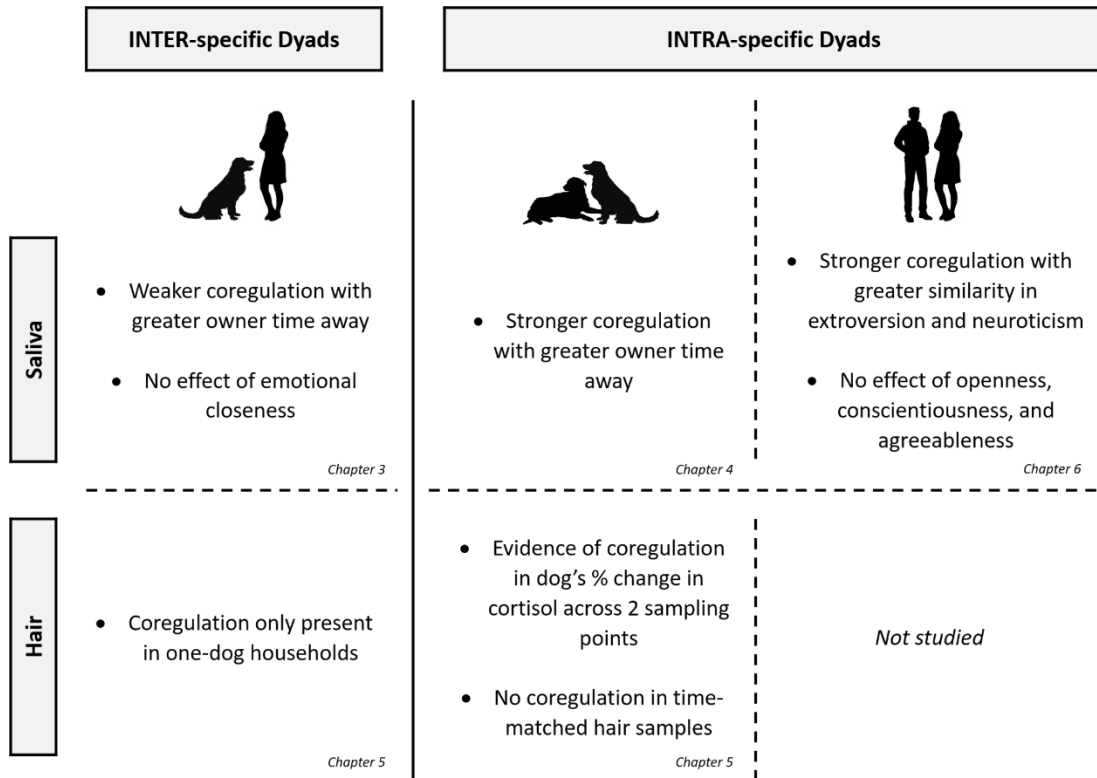 INTER-specific Dyads
INTRA-specific Dyads
Saliva
• Weaker coregulation with
greater owner time away
• No effect of emotional
closeness
Chapter 3
• Stronger coregulation
with greater owner time
away
Chapter 4
• Stronger coregulation with
greater similarity in
extroversion and neuroticism
• No effect of openness,
conscientiousness, and
agreeableness
Chapter 6
Hair
• Coregulation only present
in one-dog households
Chapter 5
• Evidence of coregulation
in dog’s % change in
cortisol across 2 sampling
points
• No coregulation in time-
matched hair samples
Chapter 5
Not studied